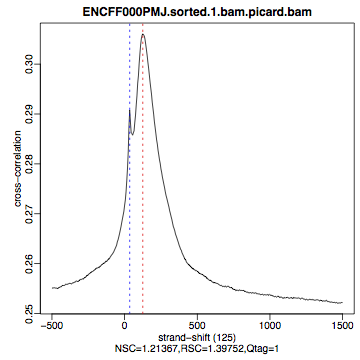 ENCFF000PMJ.sorted.1.bam.picard.bam
cross-correlation
0.30
0.29
0.28
0.27
0.26
0.25
-500
0
500
1000
1500
strand-shift (125)
NSC=1.21367,RSC=1.39752,Qtag=1